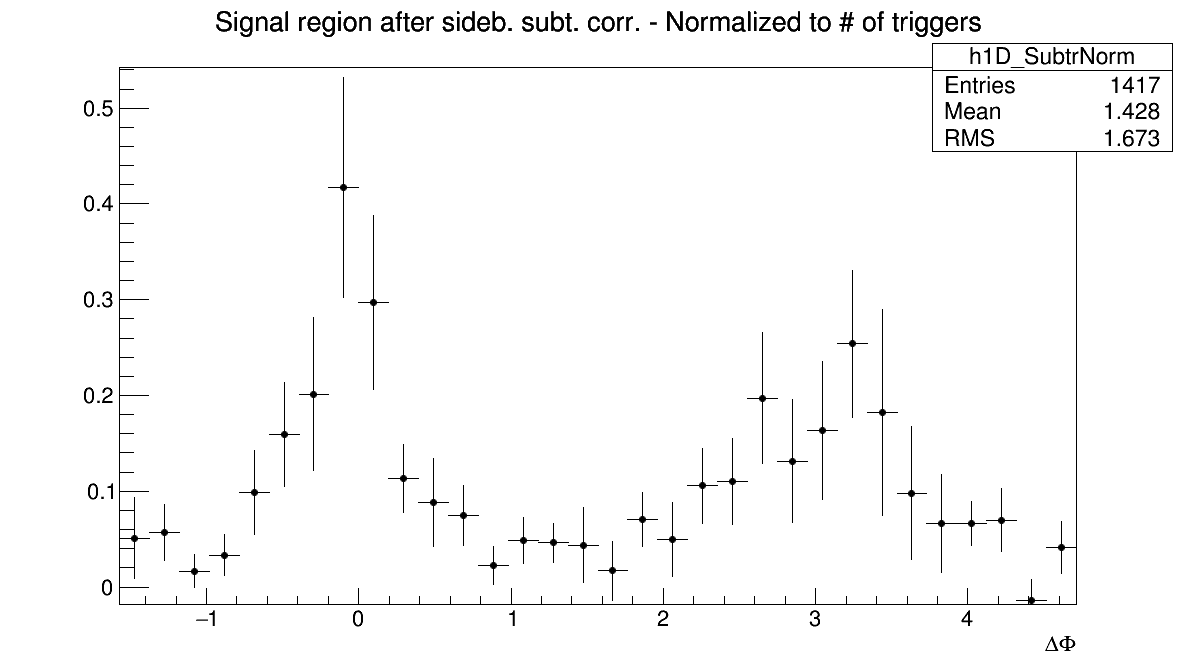 Signal region after sideb. subt. corr. - Normalized to # of triggers
h1D_SubtrNorm
Entries 1417
Mean 1.428
RMS 1.673
0.5
0.4
0.3
0.2
0.1
0
−1 0 1 2 3 4
ΔΦ